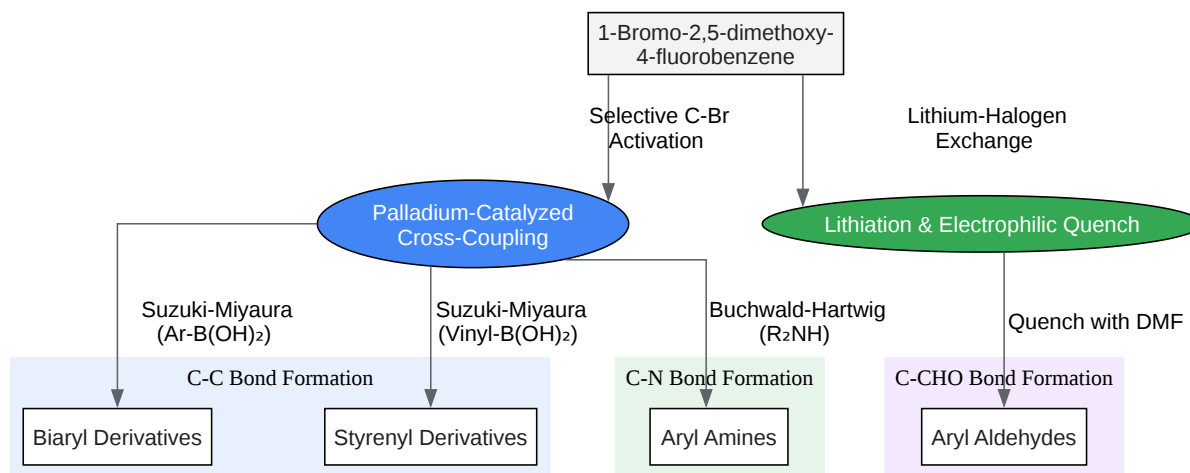 1-Bromo-2,5-dimethoxy-
4-fluorobenzene
Selective C-Br
Activation
Lithium-Halogen
Exchange
Palladium-Catalyzed
Cross-Coupling
Lithiation & Electrophilic Quench
Suzuki-Miyaura
(Ar-B(OH)₂)
Suzuki-Miyaura
(Vinyl-B(OH)₂)
Buchwald-Hartwig
(R₂NH)
Quench with DMF
C-C Bond Formation
C-N Bond Formation
C-CHO Bond Formation
Biaryl Derivatives
Styrenyl Derivatives
Aryl Amines
Aryl Aldehydes